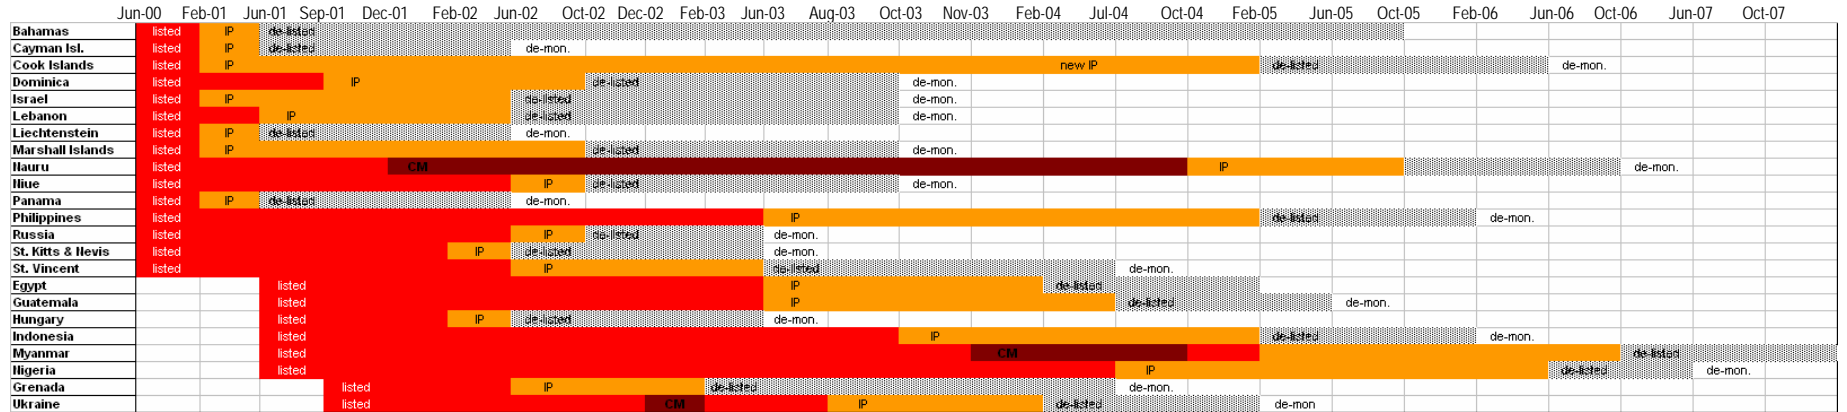 Jun-00 Feb-01 Jun-01 Sep-01 Dec-01 Feb-02 Jun-02 Oct-02 Dec-02 Feb-03 Jun-03 Aug-03 Oct-03 Nov-03 Feb-04 Jul-04 Oct-04 Feb-05 Jun-05 Oct-05 Feb-06 Jun-06 Oct-06 Jun-07 Oct-07
Bahamas listed IP de-listed
Cayman Isl. listed IP de-listed de-mon.
Cook Islands listed IP new IP de-listed de-mon.
Dominica listed IP de-listed de-mon.
Israel listed IP de-listed de-mon.
Lebanon listed IP de-listed de-mon.
Liechtenstein listed IP de-listed de-mon.
Marshall Islands listed IP de-listed de-mon.
Nauru listed CM IP de-mon.
Niue listed IP de-listed de-mon.
Panama listed IP de-listed de-mon.
Philippines listed IP de-listed de-mon.
Russia listed IP de-listed de-mon.
St. Kitts & Nevis listed IP de-listed de-mon.
St. Vincent listed IP de-listed de-mon.
Egypt listed IP de-listed
Guatemala listed IP de-listed de-mon.
Hungary listed IP de-listed de-mon.
Indonesia listed IP de-listed de-mon.
Myanmar listed CM de-listed
Nigeria listed IP de-listed de-mon.
Grenada listed IP de-listed de-mon.
Ukraine listed CM IP de-listed de-mon